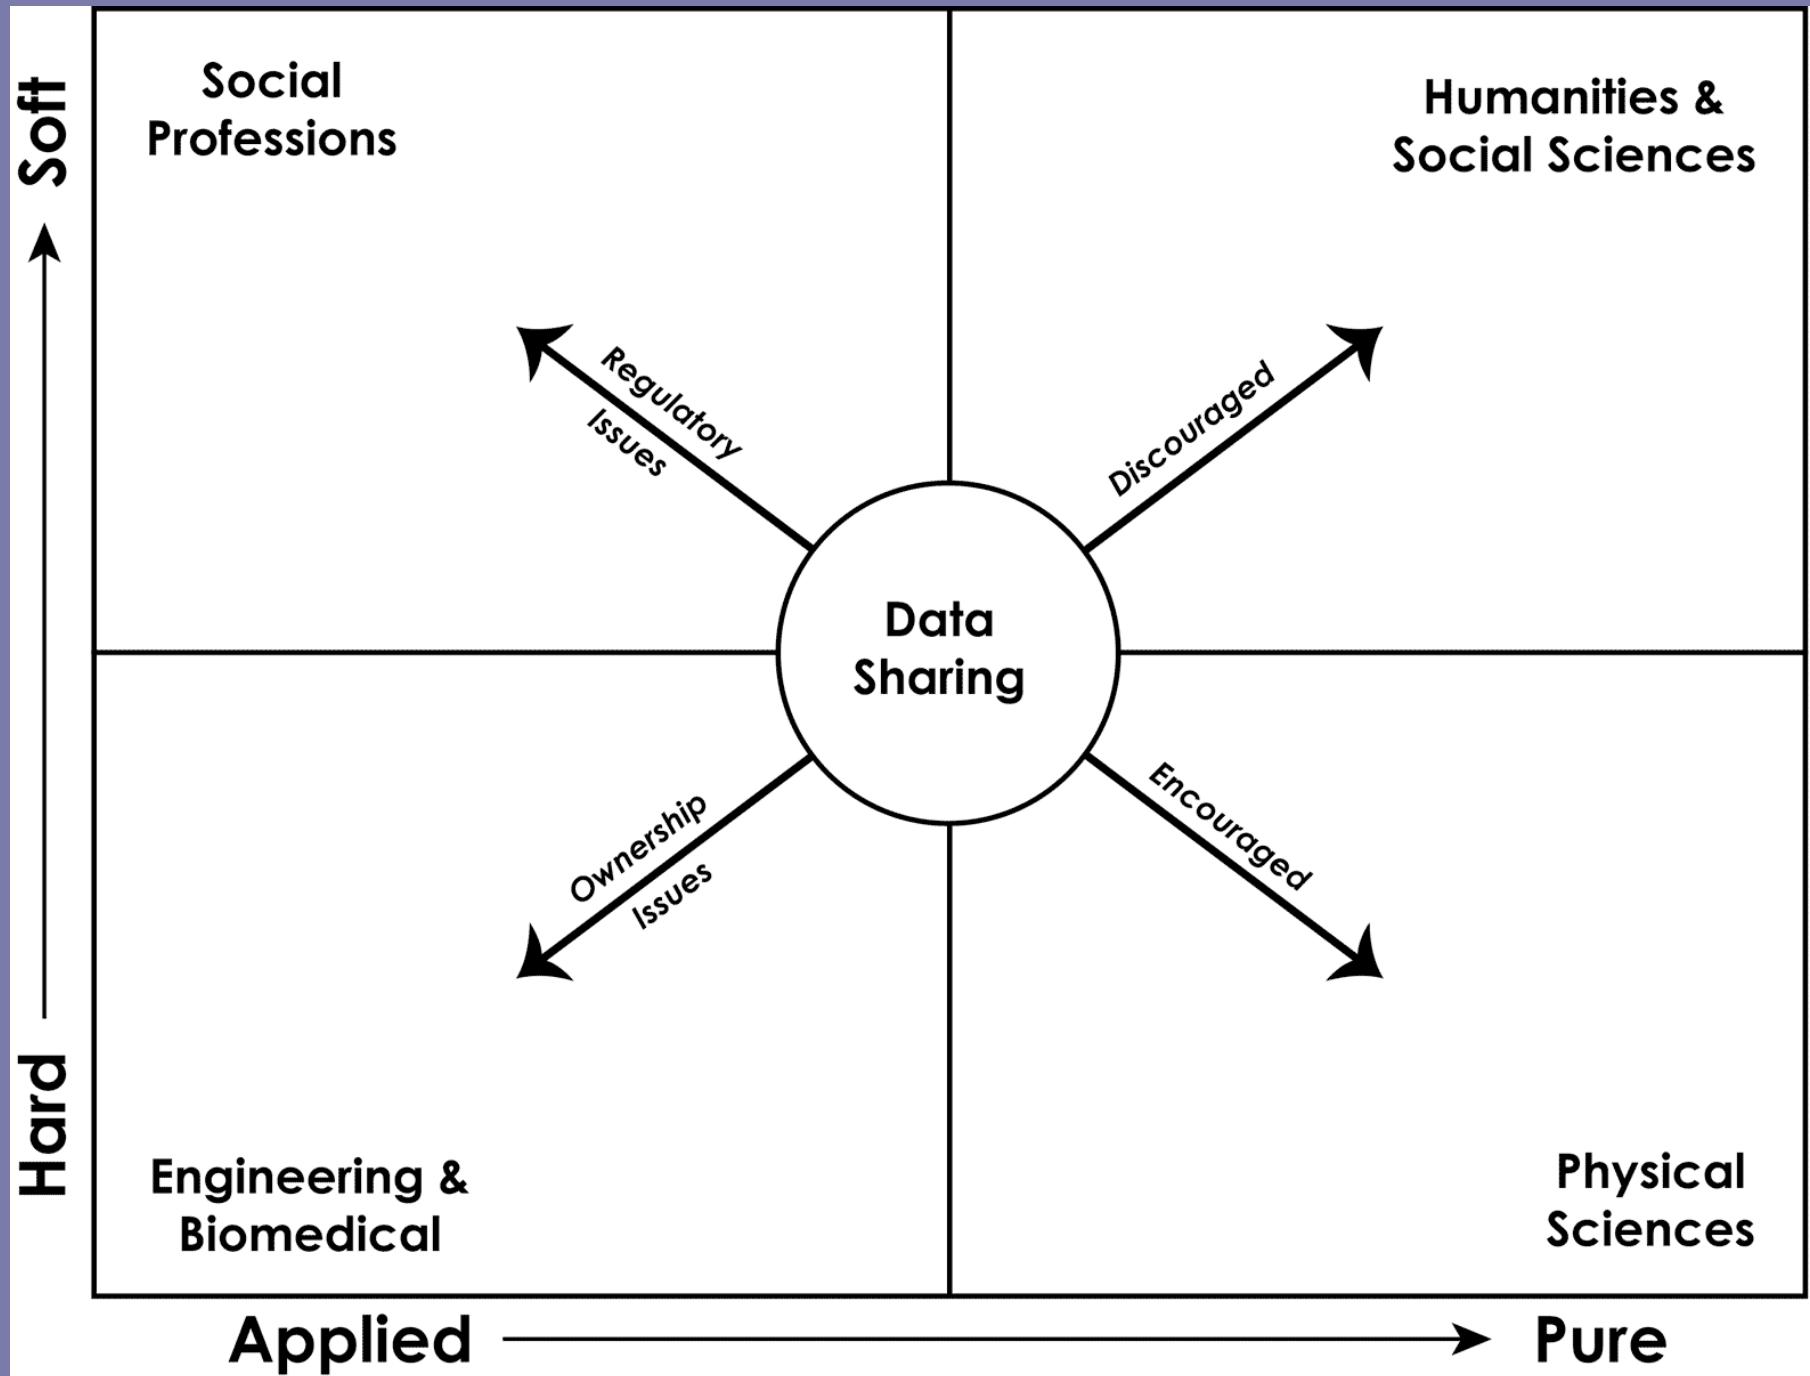 Soft
Social
Professions
Humanities &
Social Sciences
Regulatory
Issues
Discouraged
Data
Sharing
Ownership
Issues
Encouraged
Hard
Engineering &
Biomedical
Physical
Sciences
Applied
Pure